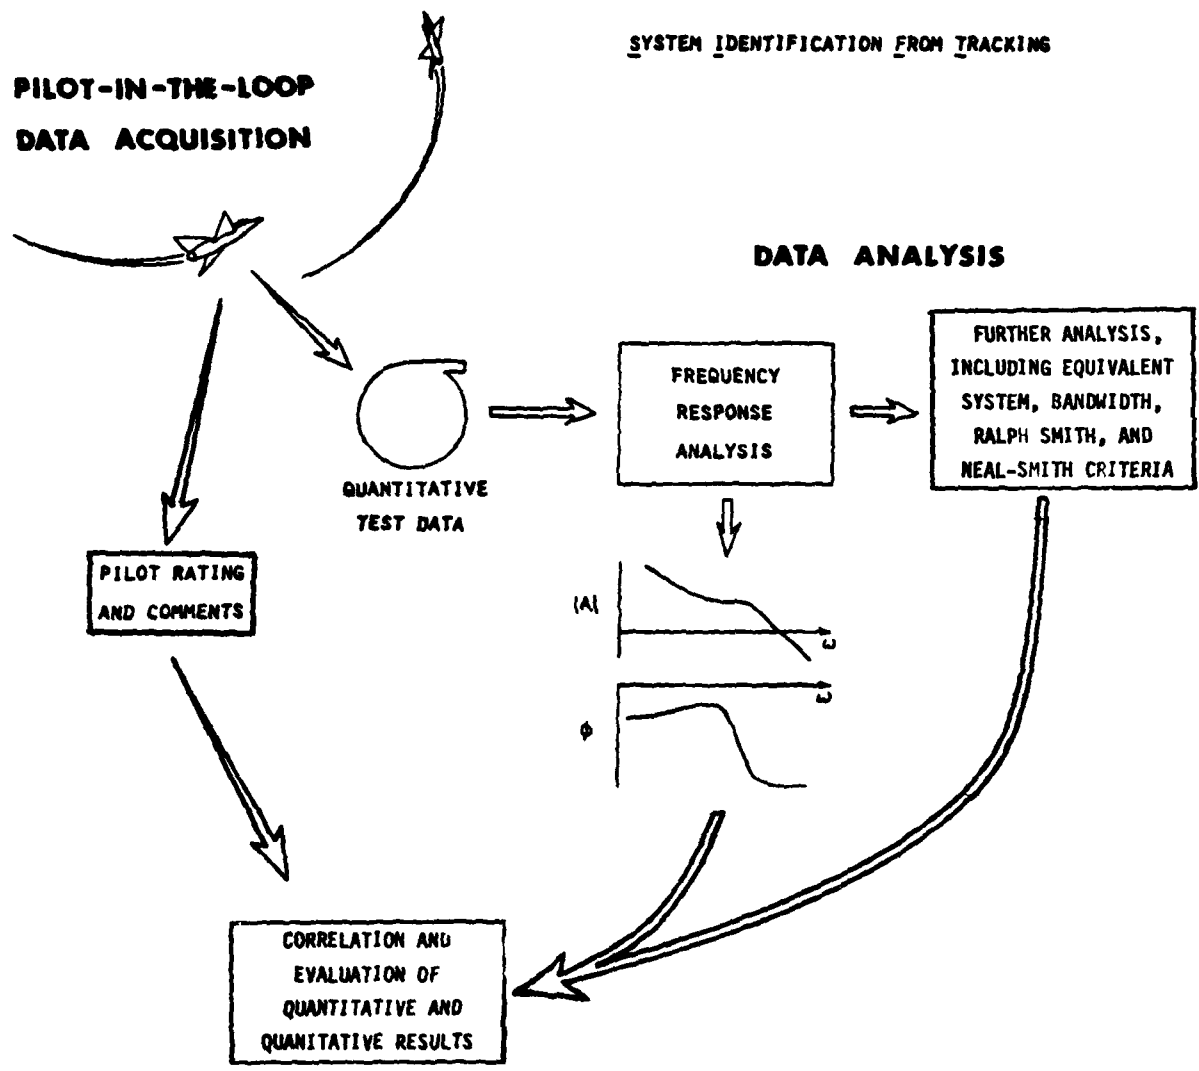 SYSTEM IDENTIFICATION FROM TRACKING
PILOT-IN-THE-LOOP
DATA ACQUISITION
DATA ANALYSIS
FREQUENCY
RESPONSE
ANALYSIS
FURTHER ANALYSIS,
INCLUDING EQUIVALENT
SYSTEM, BANDWIDTH,
RALPH SMITH, AND
NEAL-SMITH CRITERIA
QUANTITATIVE
TEST DATA
PILOT RATING
AND COMMENTS
|A|
ω
ω
φ
CORRELATION AND
EVALUATION OF
QUANTITATIVE AND
QUANITATIVE RESULTS